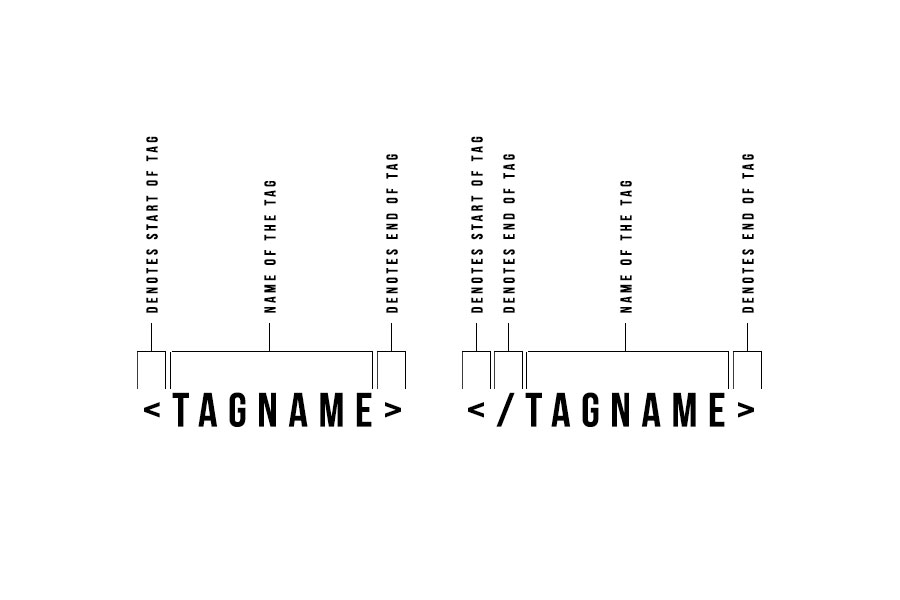 DENOTES START OF TAG
NAME OF THE TAG
DENOTES END OF TAG
<TAGNAME>
DENOTES START OF TAG
DENOTES END OF TAG
NAME OF THE TAG
DENOTES END OF TAG
</TAGNAME>